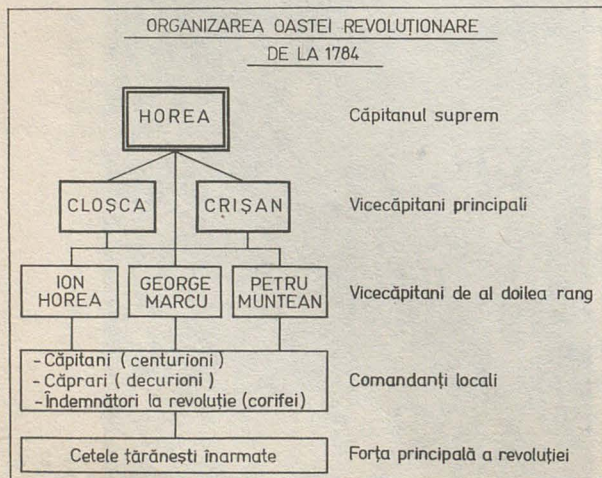 ORGANIZAREA OASTEI REVOLUȚIONARE
DE LA 1784
HOREA
Căpitanul suprem
CLOȘCA
CRIȘAN
Vicecăpitani principali
ION
HOREA
GEORGE
MARCU
PETRU
MUNTEAN
Vicecăpitani de al doilea rang
-Căpitani ( centurioni )
-Căprari ( decurioni )
-Îndemnători la revoluție (corifei)
Comandanți locali
Cetele țărănești înarmate
Forța principală a revoluției